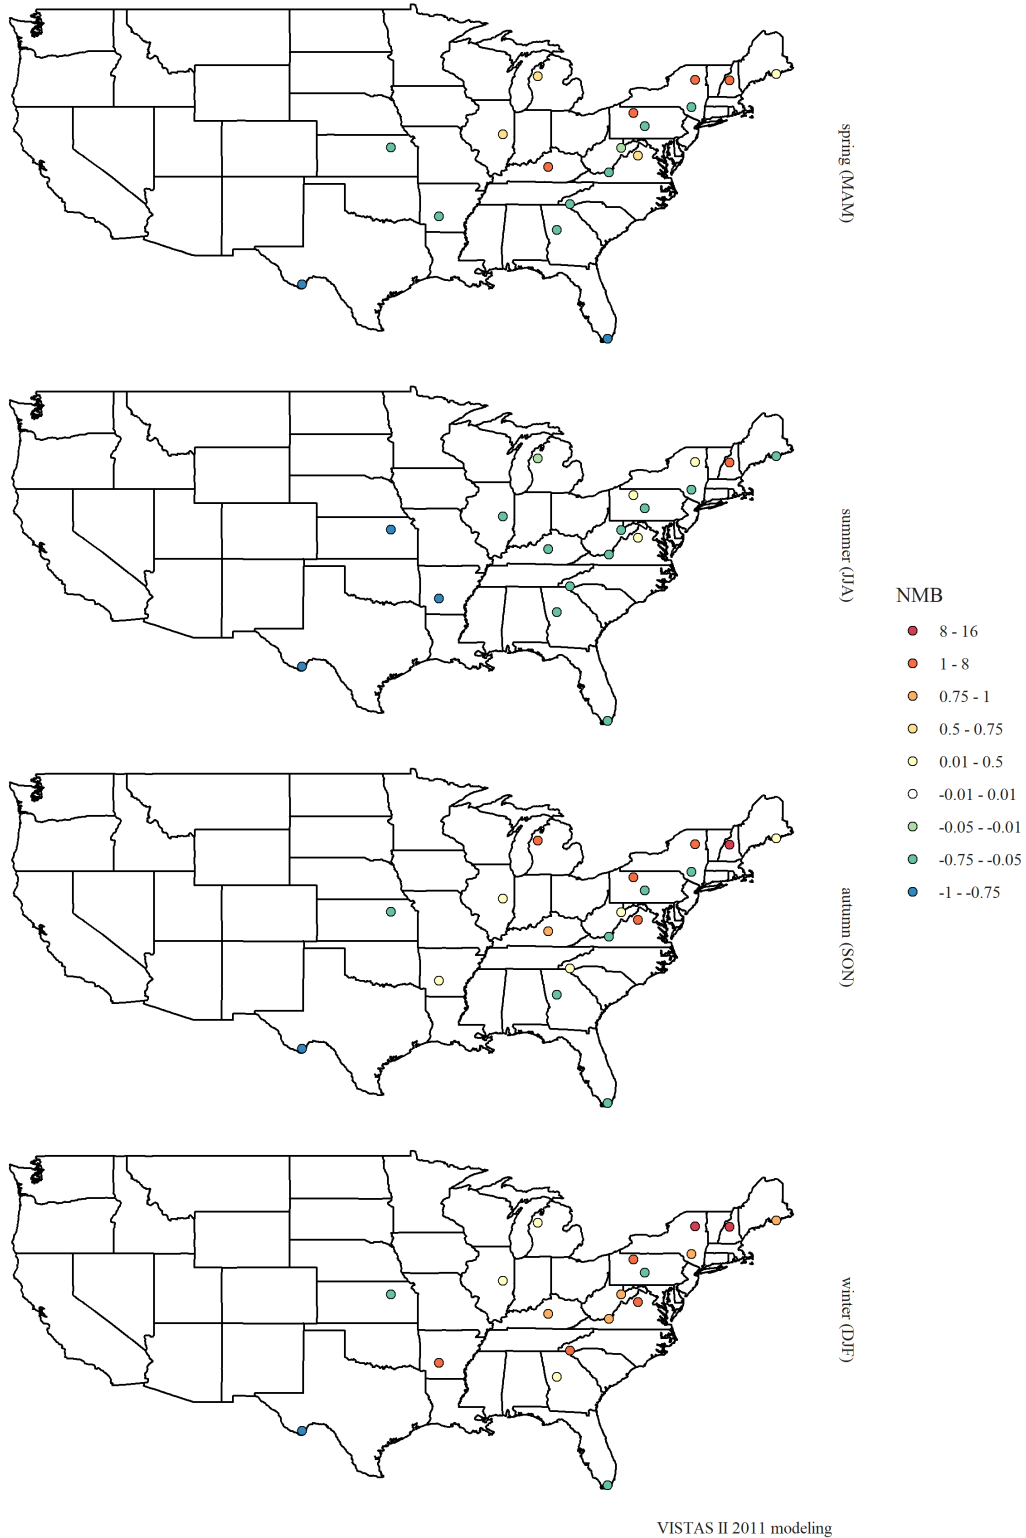 spring (MAM)
summer (JJA)
autumn (SON)
winter (DJF)
NMB
8 - 16
1 - 8
0.75 - 1
0.5 - 0.75
0.01 - 0.5
-0.01 - 0.01
-0.05 - -0.01
-0.75 - -0.05
-1 - -0.75
VISTAS II 2011 modeling